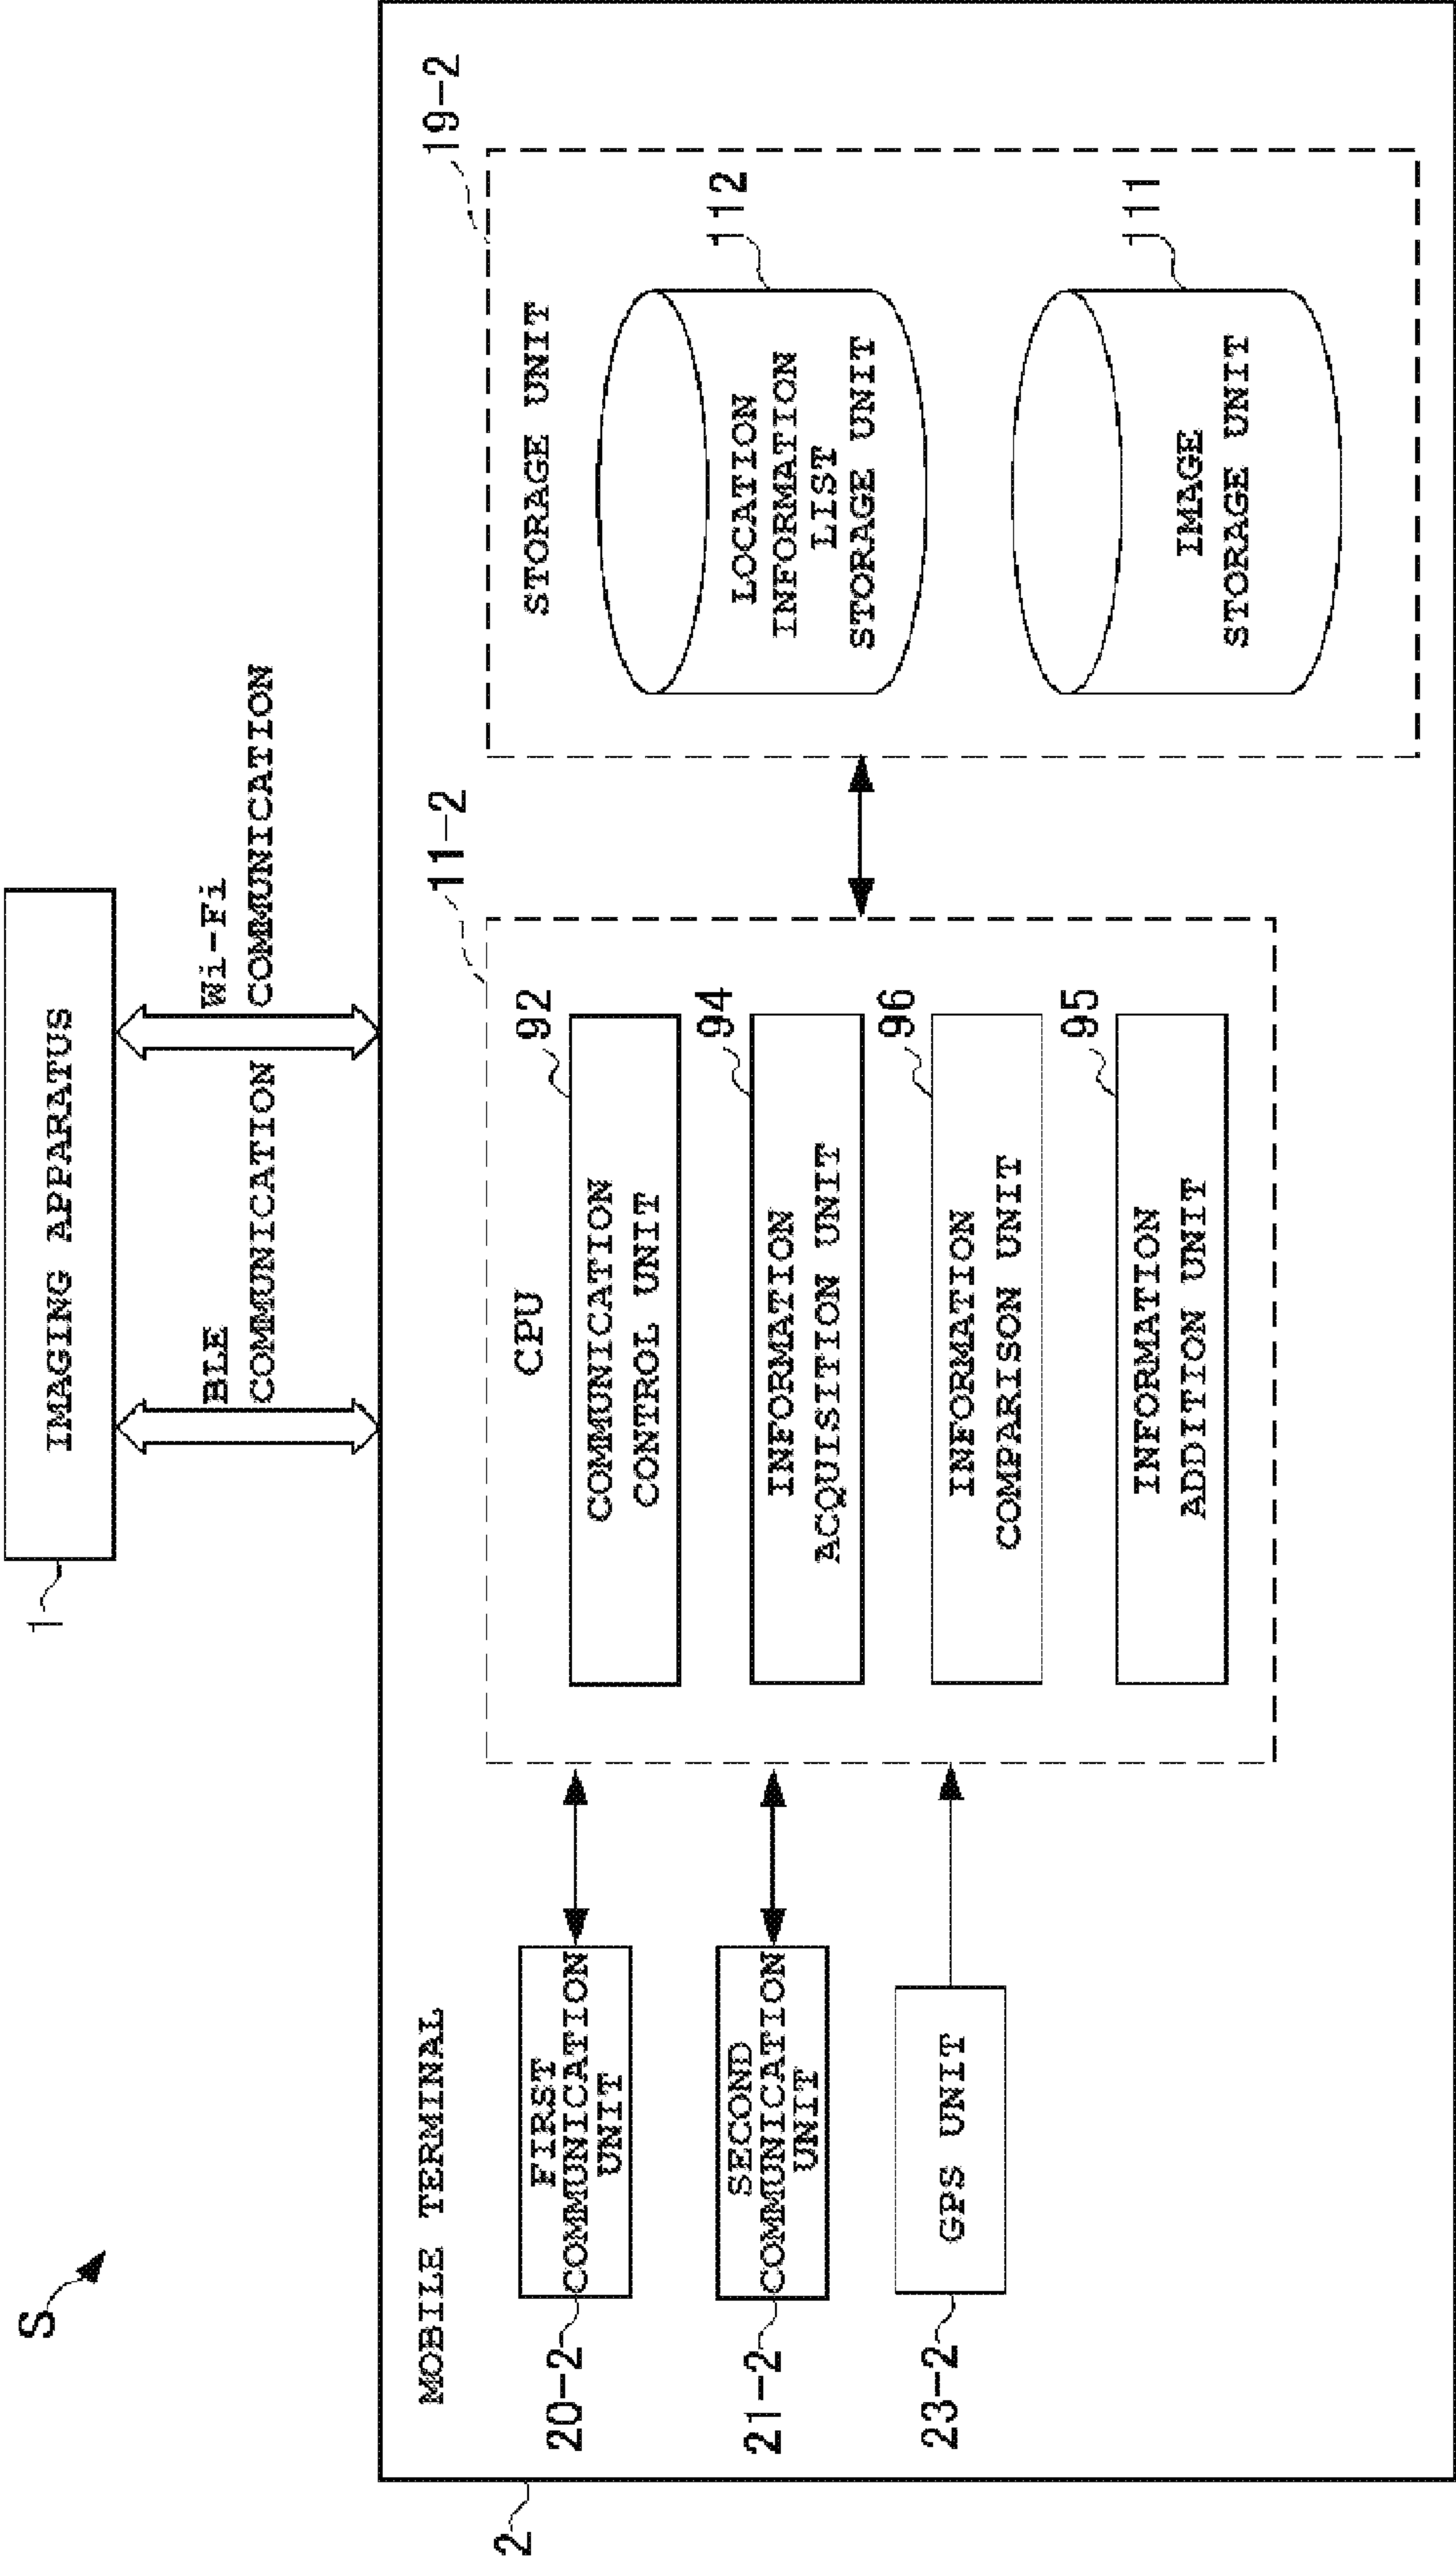 S
1
IMAGING APPARATUS
BLE
COMMUNICATION
Wi-Fi
COMMUNICATION
2
MOBILE TERMINAL
20-2
FIRST
COMMUNICATION
UNIT
21-2
SECOND
COMMUNICATION
UNIT
23-2
GPS UNIT
11-2
CPU
92
COMMUNICATION
CONTROL UNIT
94
INFORMATION
ACQUISITION UNIT
96
INFORMATION
COMPARISON UNIT
95
INFORMATION
ADDITION UNIT
19-2
STORAGE UNIT
112
LOCATION
INFORMATION
LIST
STORAGE UNIT
111
IMAGE
STORAGE UNIT